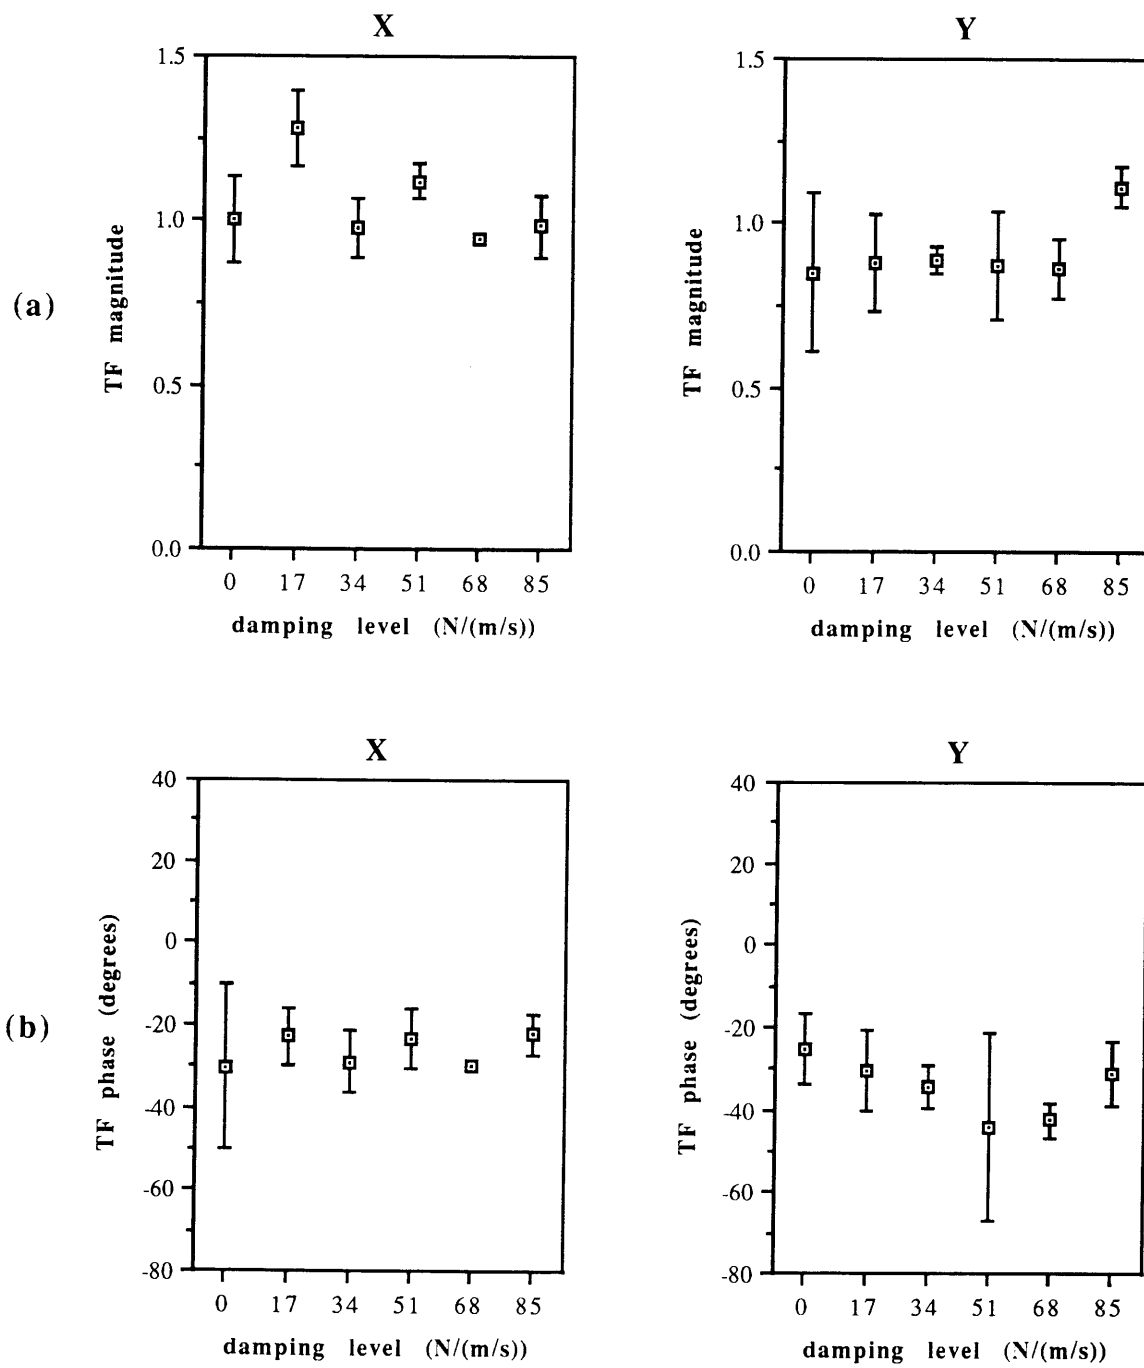 X
1.5
1.0
0.5
0.0
TF magnitude
0 17 34 51 68 85
damping level (N/(m/s))
Y
1.5
1.0
0.5
0.0
TF magnitude
0 17 34 51 68 85
damping level (N/(m/s))
(a)
X
40
20
0
-20
-40
-60
-80
TF phase (degrees)
0 17 34 51 68 85
damping level (N/(m/s))
Y
40
20
0
-20
-40
-60
-80
TF phase (degrees)
0 17 34 51 68 85
damping level (N/(m/s))
(b)